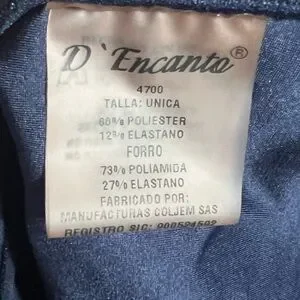 D`Encanto®
4700
TALLA: UNICA
POLIESTER
12% ELASTANO
FORRO
73% POLIAMIDA
27% ELASTANO
FABRICADO POR:
MANUFACTURAS COLJEM SAS
REGISTRO SIC: